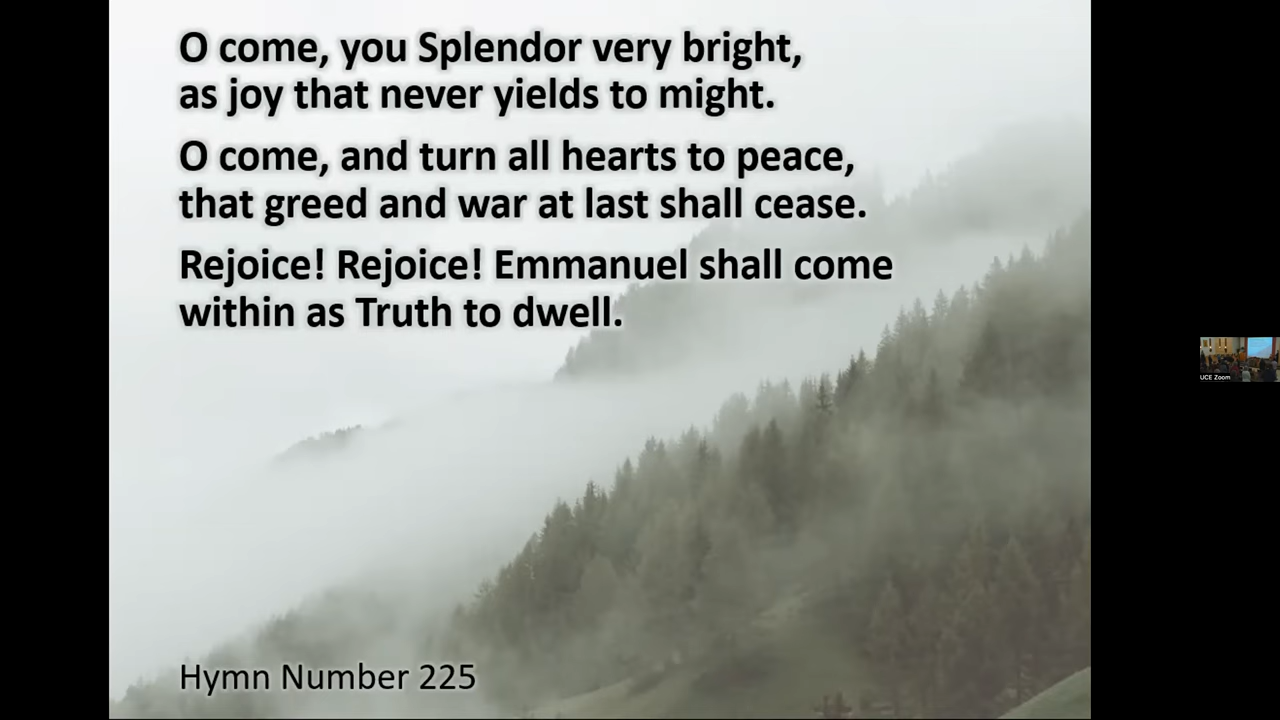 O come, you Splendor very bright,
as joy that never yields to might.
O come, and turn all hearts to peace,
that greed and war at last shall cease.
Rejoice! Rejoice! Emmanuel shall come
within as Truth to dwell.
UCE Zoom
Hymn Number 225